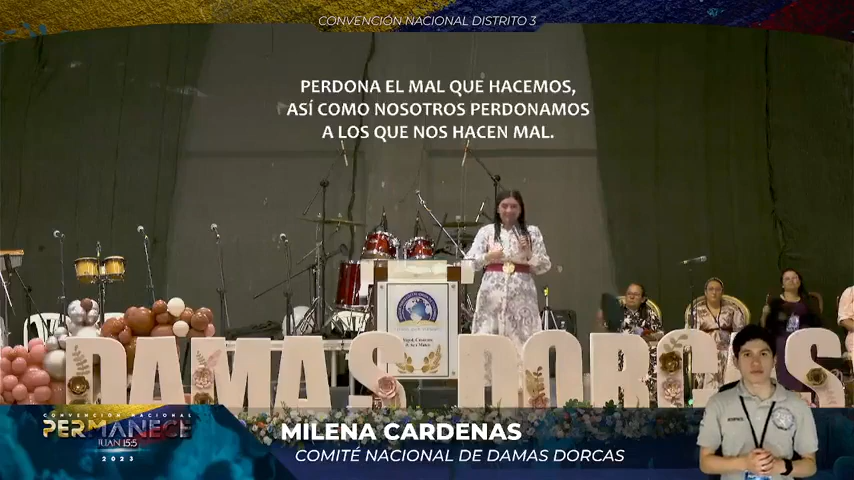 CONVENCIÓN NACIONAL DISTRITO 3
PERDONA EL MAL QUE HACEMOS,
ASÍ COMO NOSOTROS PERDONAMOS
A LOS QUE NOS HACEN MAL.
DAMAS DORCAS
CONVENCIÓN NACIONAL
PERMANECE
JUAN 15:5
2023
MILENA CARDENAS
COMITÉ NACIONAL DE DAMAS DORCAS